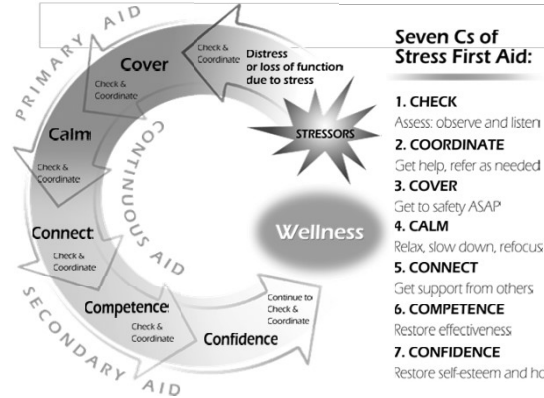 PRIMARY AID
Cover
Check &
Coordinate
Check &
Coordinate
Distress
or loss of function
due to stress
STRESSORS
Calm
Check &
Coordinate
CONTINUOUS AID
Connect
Check &
Coordinate
Wellness
SECONDARY AID
Competence
Check &
Coordinate
Confidence
Continue to
Check &
Coordinate
Seven Cs of
Stress First Aid:
1. CHECK
Assess: observe and listen
2. COORDINATE
Get help, refer as needed
3. COVER
Get to safety ASAP
4. CALM
Relax, slow down, refocus
5. CONNECT
Get support from others
6. COMPETENCE
Restore effectiveness
7. CONFIDENCE
Restore self-esteem and